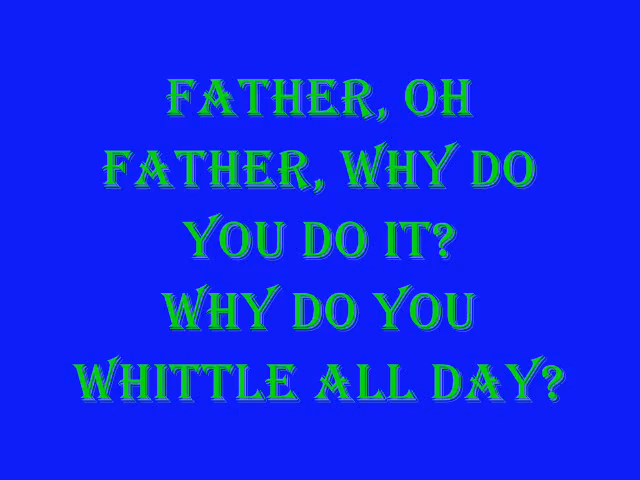 FATHER, OH
FATHER, WHY DO
YOU DO IT?
WHY DO YOU
WHITTLE ALL DAY?